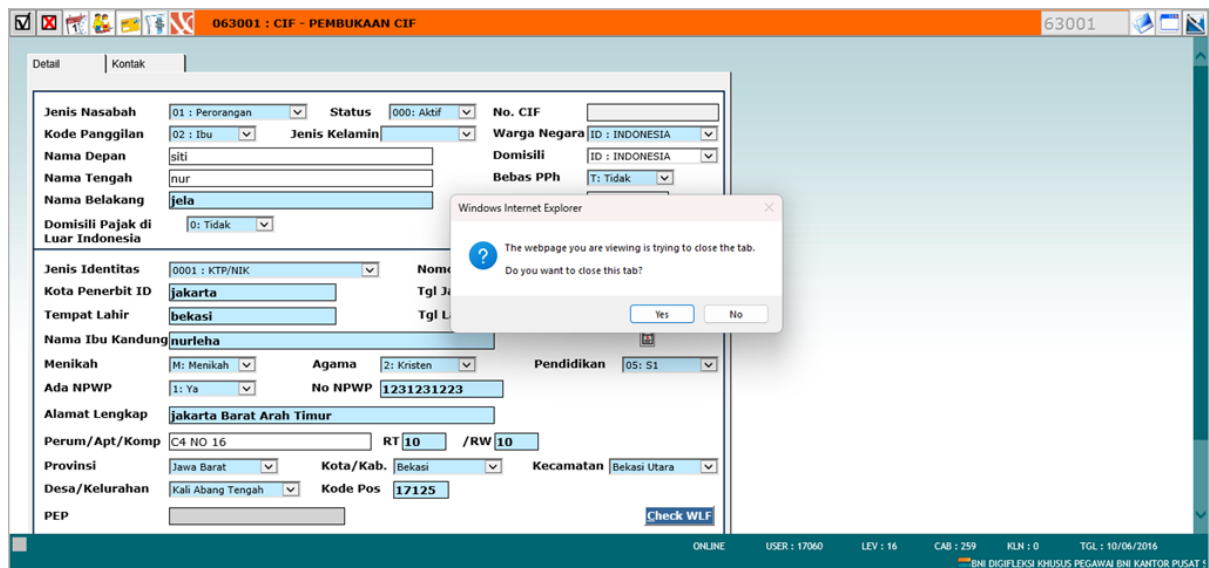 063001 : CIF - PEMBUKAAN CIF 63001
Detail Kontak
Jenis Nasabah 01 : Perorangan Status 000: Aktif No. CIF
Kode Panggilan 02 : Ibu Jenis Kelamin Warga Negara ID : INDONESIA
Nama Depan siti Domisili ID : INDONESIA
Nama Tengah nur Bebas PPh T: Tidak
Nama Belakang jela
Domisili Pajak di 0: Tidak
Luar Indonesia
Windows Internet Explorer
The webpage you are viewing is trying to close the tab.
Do you want to close this tab?
Yes No
Jenis Identitas 0001 : KTP/NIK
Kota Penerbit ID jakarta Tgl
Tempat Lahir bekasi Tgl
Nama Ibu Kandung nurleha
Menikah M: Menikah Agama 2: Kristen Pendidikan 05: S1
Ada NPWP 1: Ya No NPWP 1231231223
Alamat Lengkap jakarta Barat Arah Timur
Perum/Apt/Komp C4 NO 16 RT 10 /RW 10
Provinsi Jawa Barat Kota/Kab. Bekasi Kecamatan Bekasi Utara
Desa/Kelurahan Kali Abang Tengah Kode Pos 17125
PEP Check WLF
ONLINE USER : 17060 LEV : 16 CAB : 259 KLN : 0 TGL : 10/06/2016
BNI DIGIFLEKSI KHUSUS PEGAWAI BNI KANTOR PUSAT